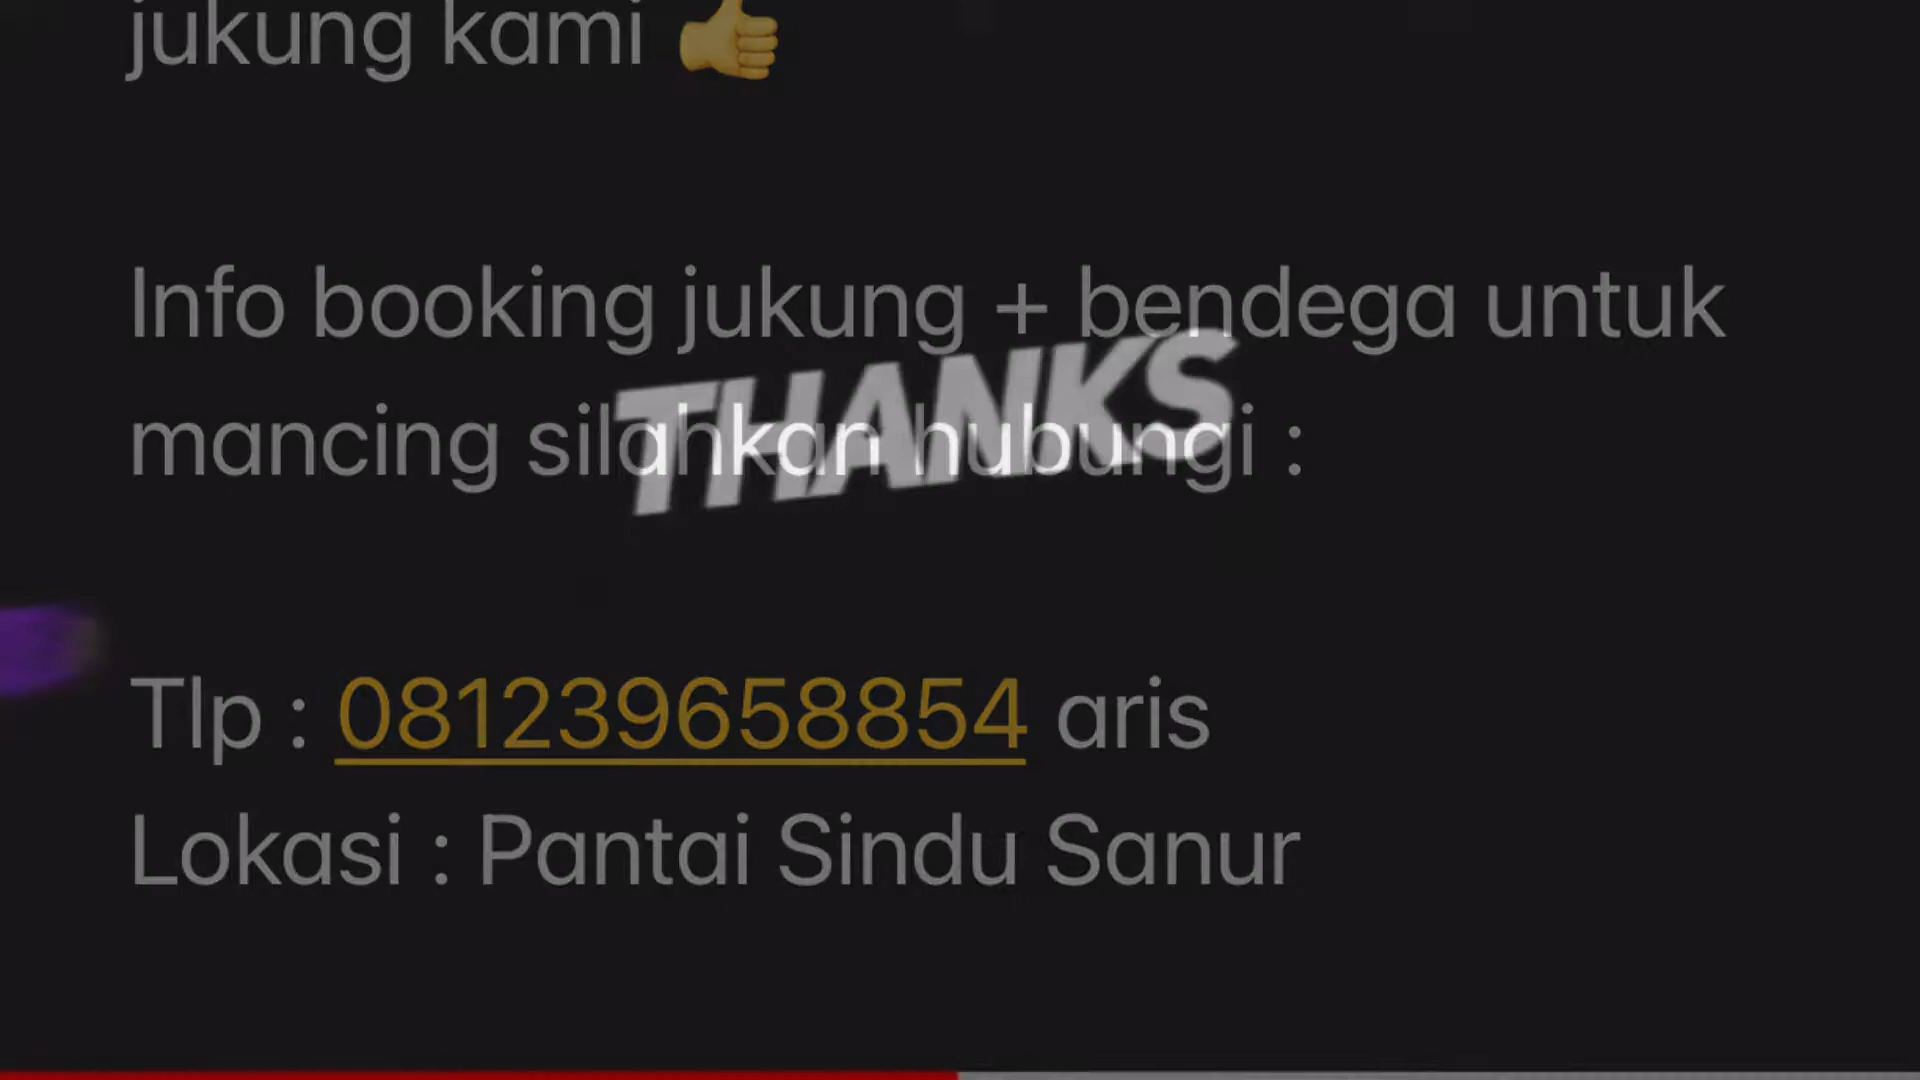 jukung kami 👍
Info booking jukung + bendega untuk
THANKS
mancing silahkan hubungi :
Tlp : 081239658854 aris
Lokasi : Pantai Sindu Sanur